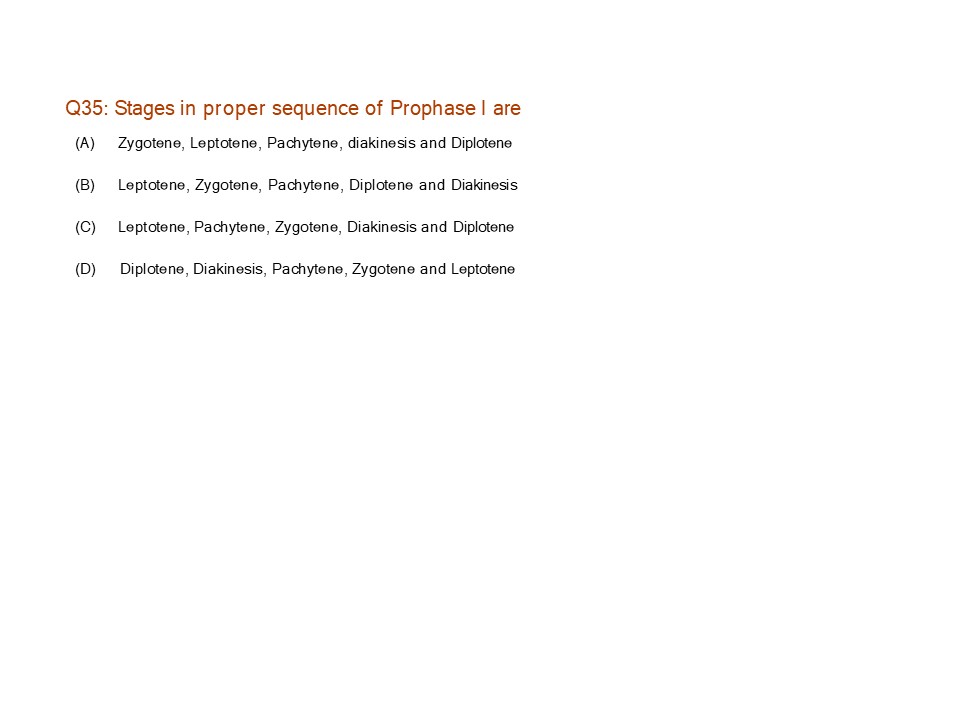 Q35: Stages in proper sequence of Prophase I are
(A) Zygotene, Leptotene, Pachytene, diakinesis and Diplotene
(B) Leptotene, Zygotene, Pachytene, Diplotene and Diakinesis
(C) Leptotene, Pachytene, Zygotene, Diakinesis and Diplotene
(D) Diplotene, Diakinesis, Pachytene, Zygotene and Leptotene